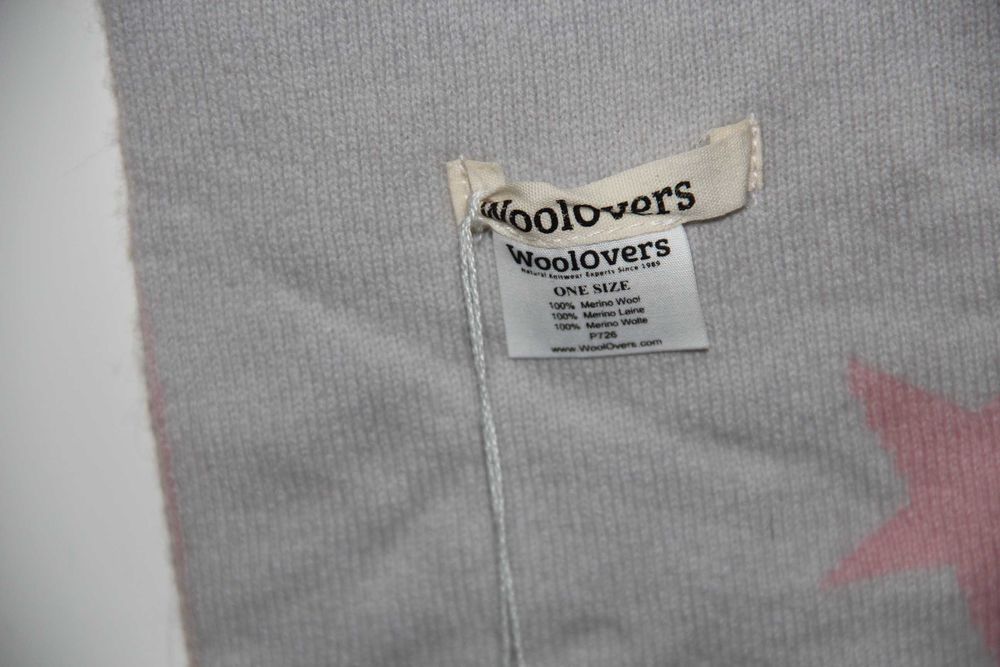 WoolOvers
WoolOvers
Natural Knitwear Experts Since 1989
ONE SIZE
100% Merino Wool
100% Merino Laine
100% Merino Wolle
P726
www.WoolOvers.com